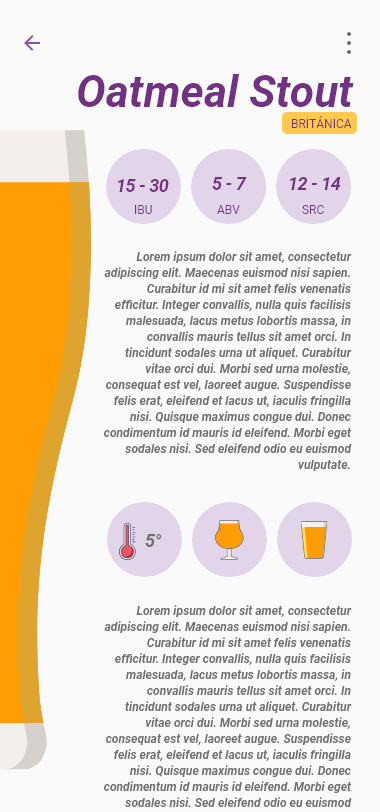 Oatmeal Stout
BRITÁNICA
15 - 30
5 - 7
12 - 14
IBU
ABV
SRC
Lorem ipsum dolor sit amet, consectetur
adipiscing elit. Maecenas euismod nisi sapien.
Curabitur id mi sit amet felis venenatis
efficitur. Integer convallis, nulla quis facilisis
malesuada, lacus metus lobortis massa, in
convallis mauris tellus sit amet orci. In
tincidunt sodales urna ut aliquet. Curabitur
vitae orci dui. Morbi sed urna molestie,
consequat est vel, laoreet augue. Suspendisse
felis erat, eleifend et lacus ut, iaculis fringilla
nisi. Quisque maximus congue dui. Donec
condimentum id mauris id eleifend. Morbi eget
sodales nisi. Sed eleifend odio eu euismod
vulputate.
5°
Lorem ipsum dolor sit amet, consectetur
adipiscing elit. Maecenas euismod nisi sapien.
Curabitur id mi sit amet felis venenatis
efficitur. Integer convallis, nulla quis facilisis
malesuada, lacus metus lobortis massa, in
convallis mauris tellus sit amet orci. In
tincidunt sodales urna ut aliquet. Curabitur
vitae orci dui. Morbi sed urna molestie,
consequat est vel, laoreet augue. Suspendisse
felis erat, eleifend et lacus ut, iaculis fringilla
nisi. Quisque maximus congue dui. Donec
condimentum id mauris id eleifend. Morbi eget
sodales nisi. Sed eleifend odio eu euismod